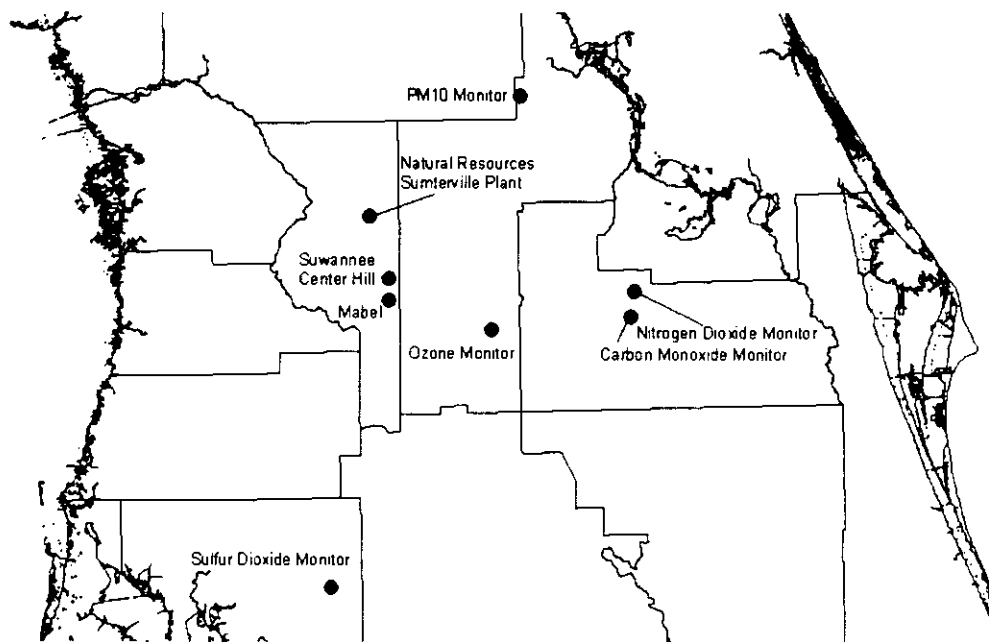 PM10 Monitor
Natural Resources
Sumterville Plant
Suwannee
Center Hill
Mabel
Ozone Monitor
Nitrogen Dioxide Monitor
Carbon Monoxide Monitor
Sulfur Dioxide Monitor